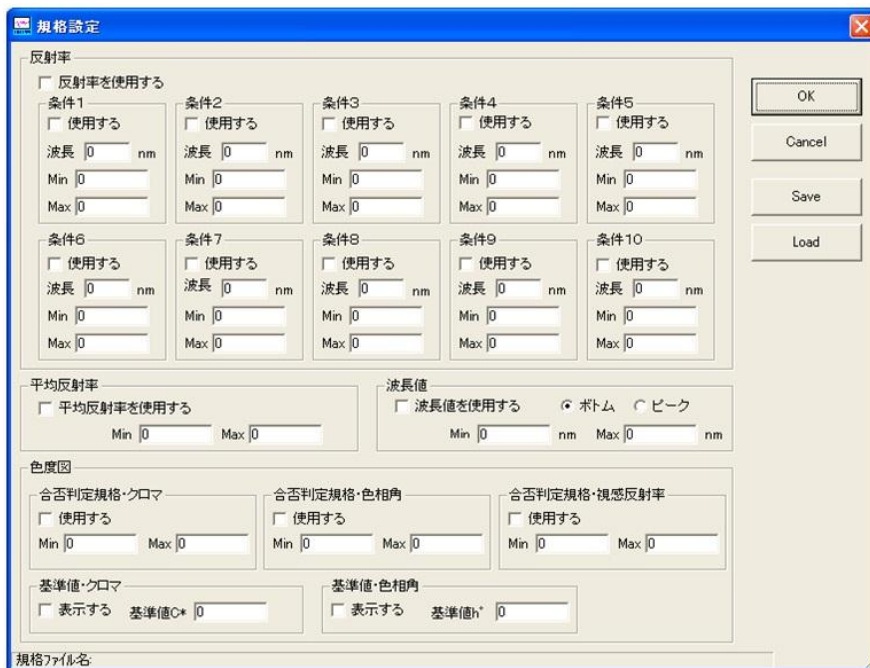 規格設定
反射率
反射率を使用する
条件1 条件2 条件3 条件4 条件5
使用する 使用する 使用する 使用する 使用する
波長 0 nm 波長 0 nm 波長 0 nm 波長 0 nm 波長 0 nm
Min 0 Min 0 Min 0 Min 0 Min 0
Max 0 Max 0 Max 0 Max 0 Max 0
条件6 条件7 条件8 条件9 条件10
使用する 使用する 使用する 使用する 使用する
波長 0 nm 波長 0 nm 波長 0 nm 波長 0 nm 波長 0 nm
Min 0 Min 0 Min 0 Min 0 Min 0
Max 0 Max 0 Max 0 Max 0 Max 0
OK
Cancel
Save
Load
平均反射率
平均反射率を使用する
Min 0 Max 0
波長値
波長値を使用する ボトム ピーク
Min 0 nm Max 0 nm
色度図
合否判定規格・クロマ
使用する
Min 0 Max 0
合否判定規格・色相角
使用する
Min 0 Max 0
合否判定規格・視感反射率
使用する
Min 0 Max 0
基準値・クロマ
表示する 基準値C* 0
基準値・色相角
表示する 基準値h° 0
規格ファイル名: